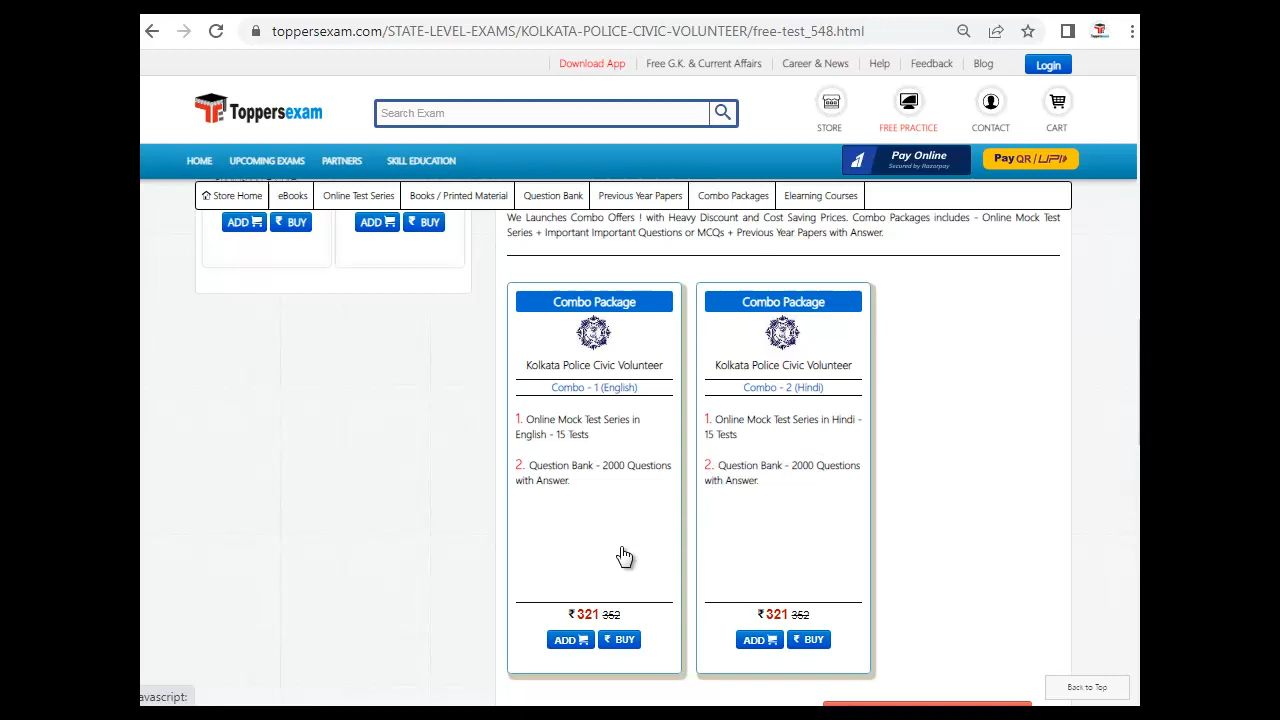 toppersexam.com/STATE-LEVEL-EXAMS/KOLKATA-POLICE-CIVIC-VOLUNTEER/free-test_548.html
Download App Free G.K. & Current Affairs Career & News Help Feedback Blog Login
Toppersexam
Search Exam
STORE FREE PRACTICE CONTACT CART
HOME UPCOMING EXAMS PARTNERS SKILL EDUCATION
Pay Online
Secured by Razorpay
Pay QR / UPI
Store Home eBooks Online Test Series Books / Printed Material Question Bank Previous Year Papers Combo Packages Elearning Courses
ADD ₹ BUY ADD ₹ BUY
We Launches Combo Offers ! with Heavy Discount and Cost Saving Prices. Combo Packages includes - Online Mock Test
Series + Important Important Questions or MCQs + Previous Year Papers with Answer.
Combo Package
Kolkata Police Civic Volunteer
Combo - 1 (English)
1. Online Mock Test Series in
English - 15 Tests
2. Question Bank - 2000 Questions
with Answer.
₹ 321 352
ADD ₹ BUY
Combo Package
Kolkata Police Civic Volunteer
Combo - 2 (Hindi)
1. Online Mock Test Series in Hindi -
15 Tests
2. Question Bank - 2000 Questions
with Answer.
₹ 321 352
ADD ₹ BUY
Back to Top
avascript: